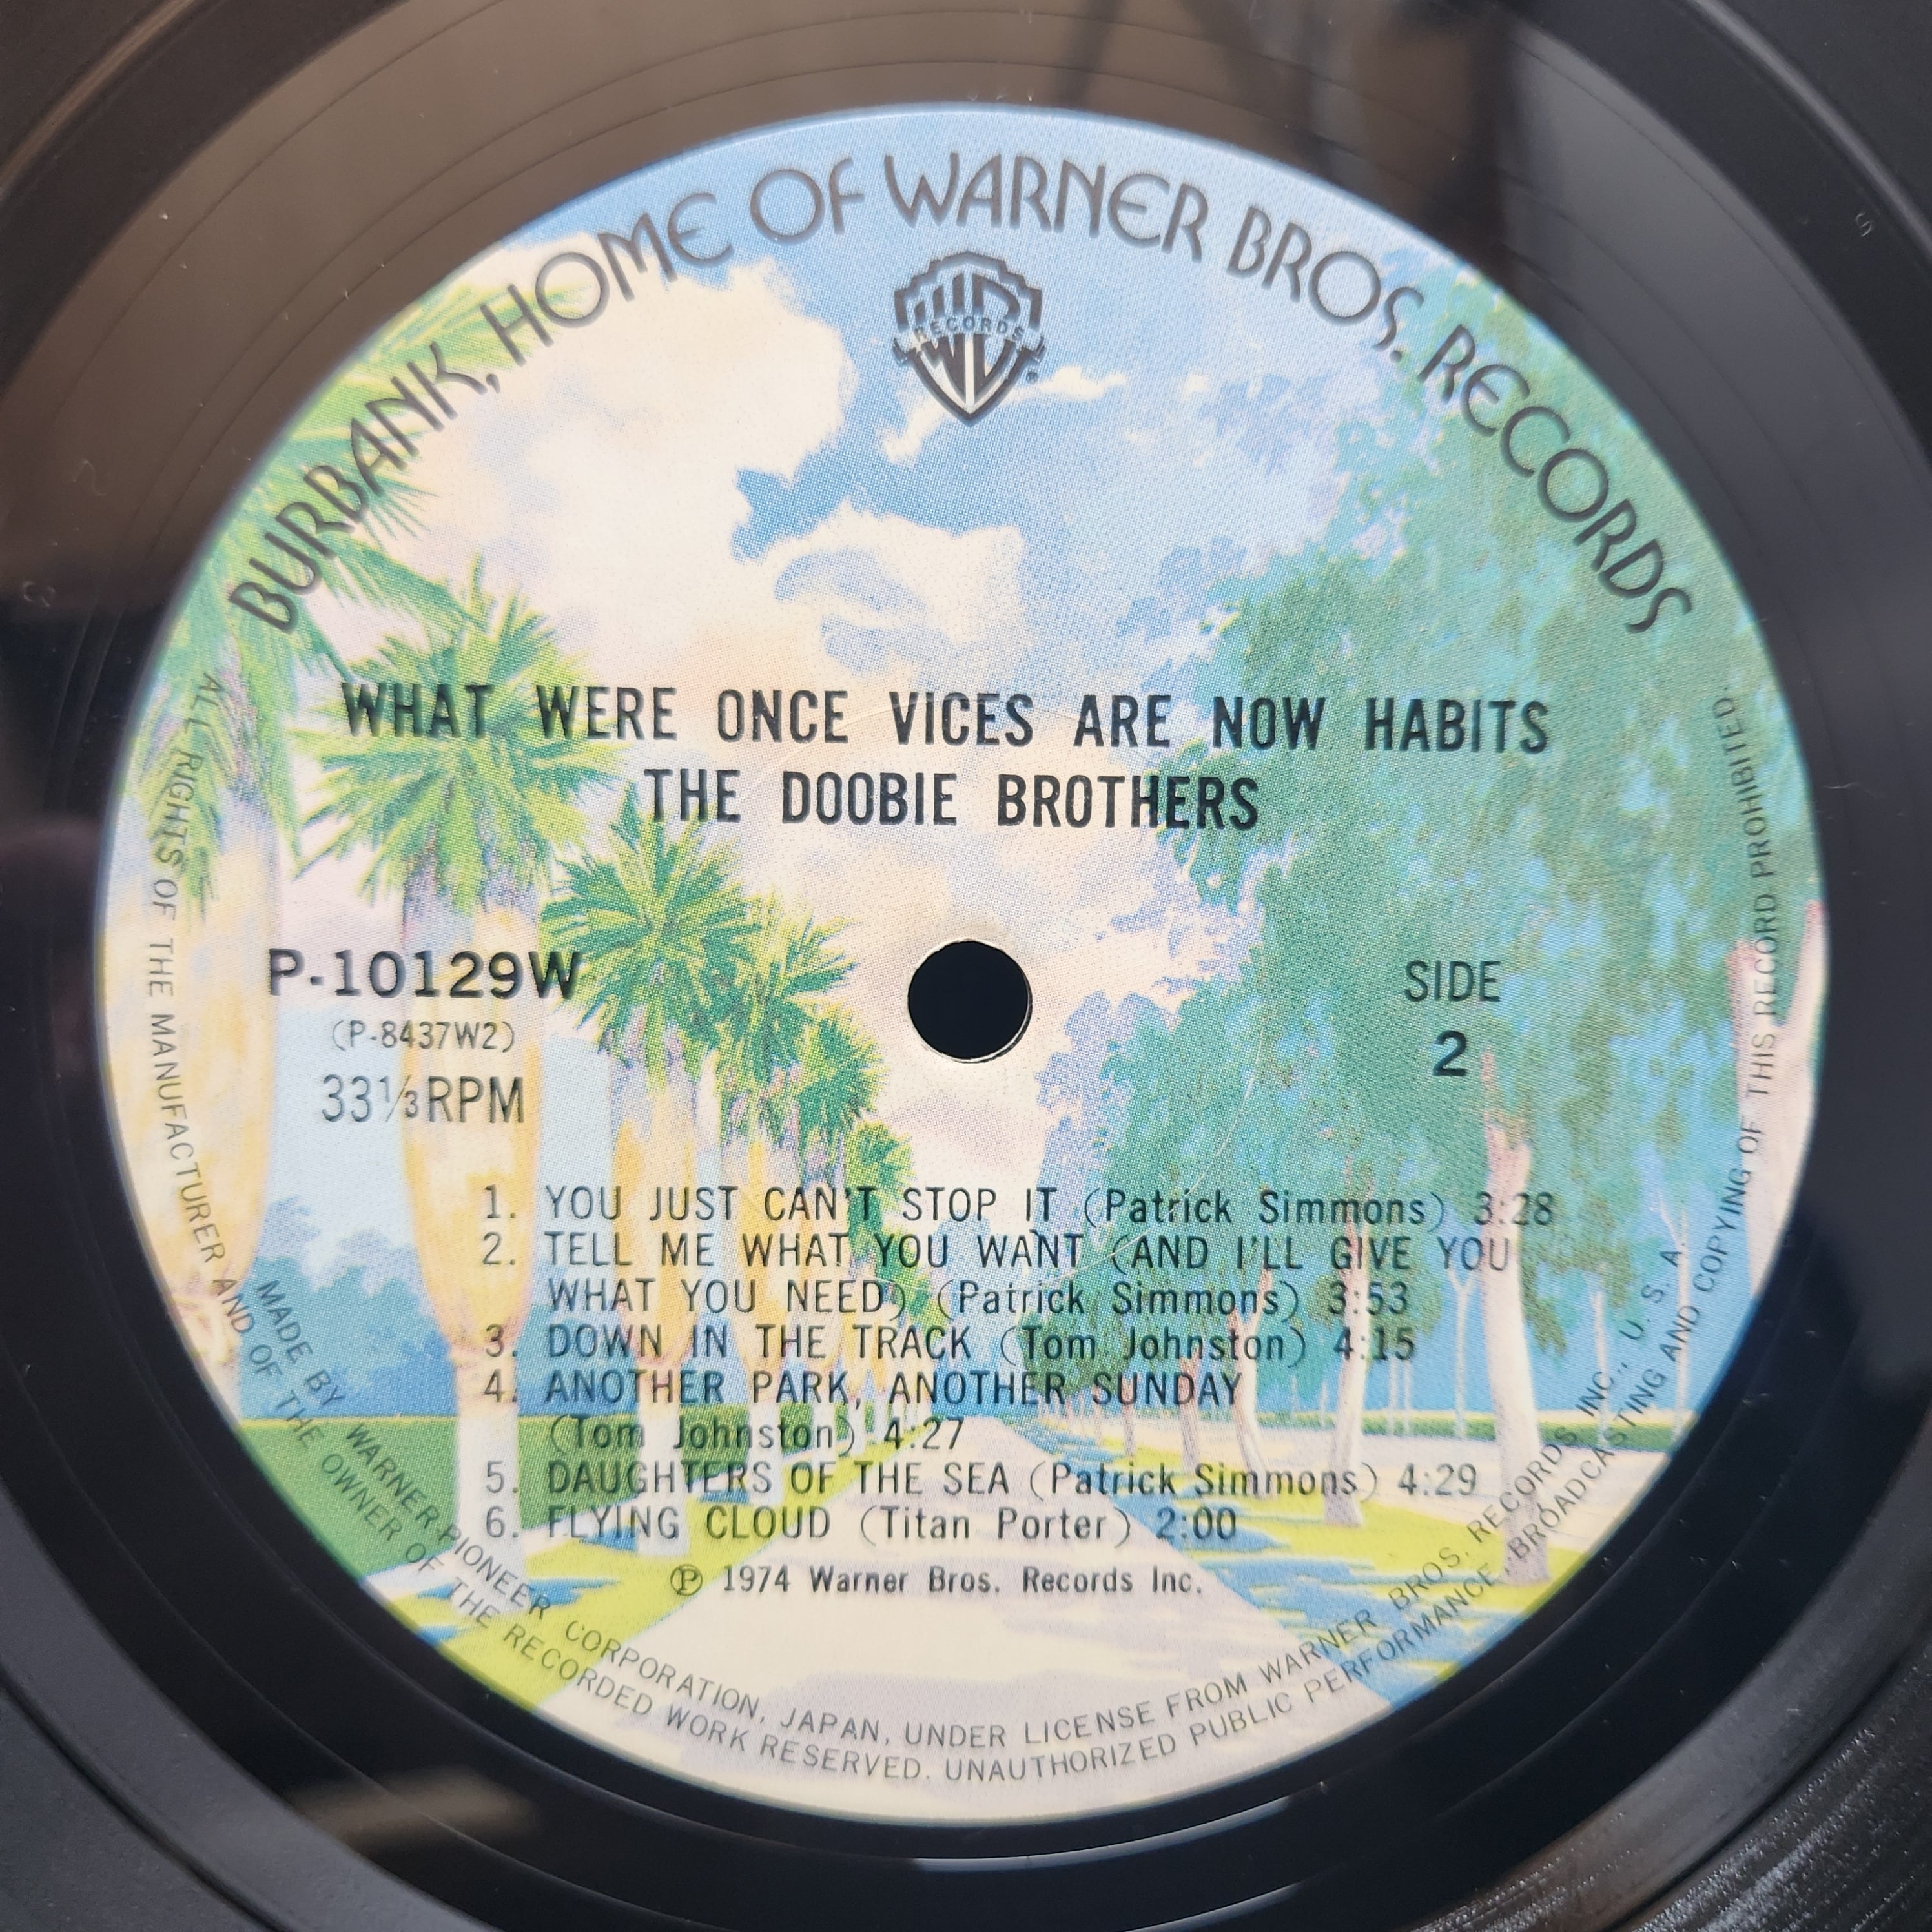 BURBANK, HOME OF WARNER BROS. RECORDS
RECORDS
WHAT WERE ONCE VICES ARE NOW HABITS
THE DOOBIE BROTHERS
P-10129W
(P-8437W2)
33⅓RPM
SIDE
2
1. YOU JUST CAN'T STOP IT (Patrick Simmons) 3:28
2. TELL ME WHAT YOU WANT (AND I'LL GIVE YOU
WHAT YOU NEED) (Patrick Simmons) 3:53
3. DOWN IN THE TRACK (Tom Johnston) 4:15
4. ANOTHER PARK, ANOTHER SUNDAY
(Tom Johnston) 4:27
5. DAUGHTERS OF THE SEA (Patrick Simmons) 4:29
6. FLYING CLOUD (Titan Porter) 2:00
℗ 1974 Warner Bros. Records Inc.
MADE BY WARNER-PIONEER CORPORATION, JAPAN, UNDER LICENSE FROM WARNER BROS. RECORDS INC., U. S. A.
ALL RIGHTS OF THE MANUFACTURER AND OF THE OWNER OF THE RECORDED WORK RESERVED. UNAUTHORIZED PUBLIC PERFORMANCE, BROADCASTING AND COPYING OF THIS RECORD PROHIBITED.